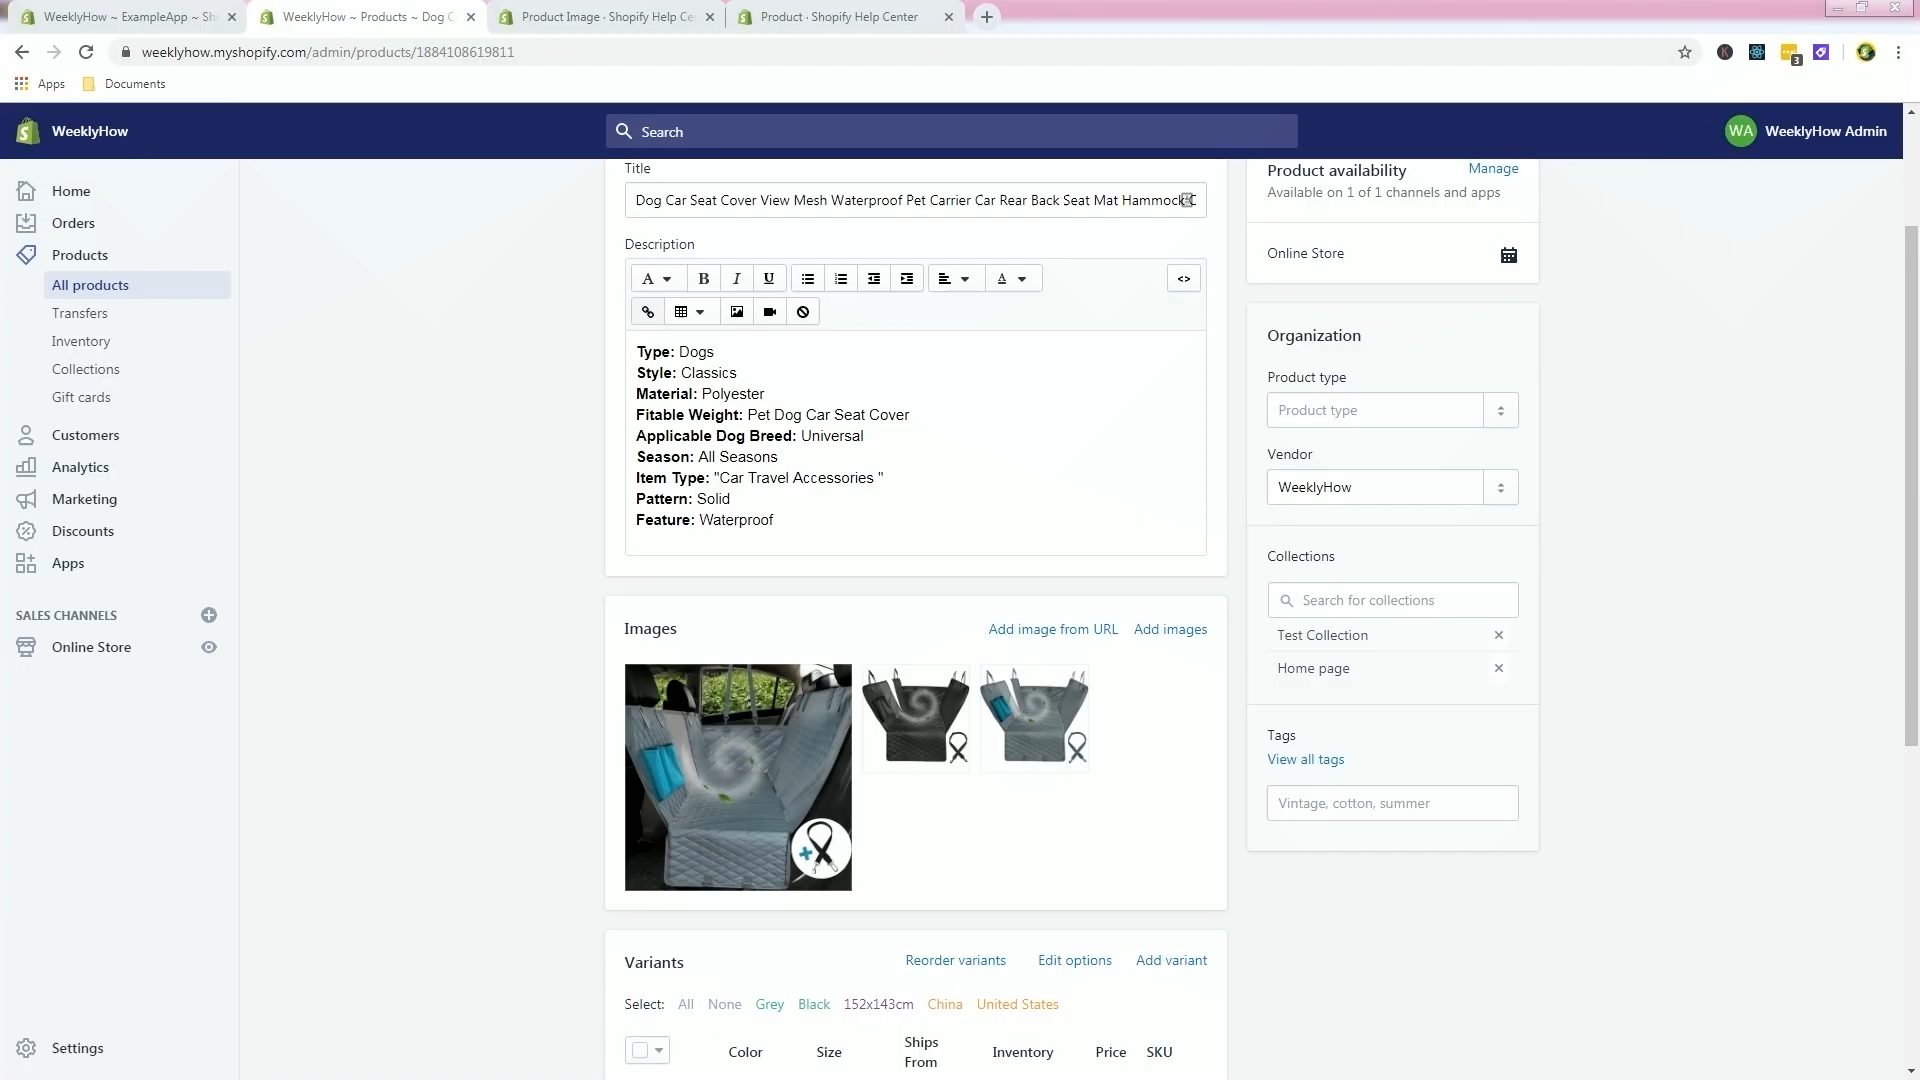 WeeklyHow ~ ExampleApp ~ Sh
WeeklyHow ~ Products ~ Dog C
Product Image · Shopify Help Ce
Product · Shopify Help Center
weeklyhow.myshopify.com/admin/products/1884108619811
3
Apps
Documents
WeeklyHow
Search
WA
WeeklyHow Admin
Home
Orders
Products
All products
Transfers
Inventory
Collections
Gift cards
Customers
Analytics
Marketing
Discounts
Apps
SALES CHANNELS
Online Store
Settings
Title
Dog Car Seat Cover View Mesh Waterproof Pet Carrier Car Rear Back Seat Mat Hammock C
Description
A
B
I
U
A
<>
Type: Dogs
Style: Classics
Material: Polyester
Fitable Weight: Pet Dog Car Seat Cover
Applicable Dog Breed: Universal
Season: All Seasons
Item Type: "Car Travel Accessories "
Pattern: Solid
Feature: Waterproof
Images
Add image from URL
Add images
Variants
Reorder variants
Edit options
Add variant
Select: All None Grey Black 152x143cm China United States
Color
Size
Ships From
Inventory
Price
SKU
Product availability
Manage
Available on 1 of 1 channels and apps
Online Store
Organization
Product type
Product type
Vendor
WeeklyHow
Collections
Search for collections
Test Collection
Home page
Tags
View all tags
Vintage, cotton, summer